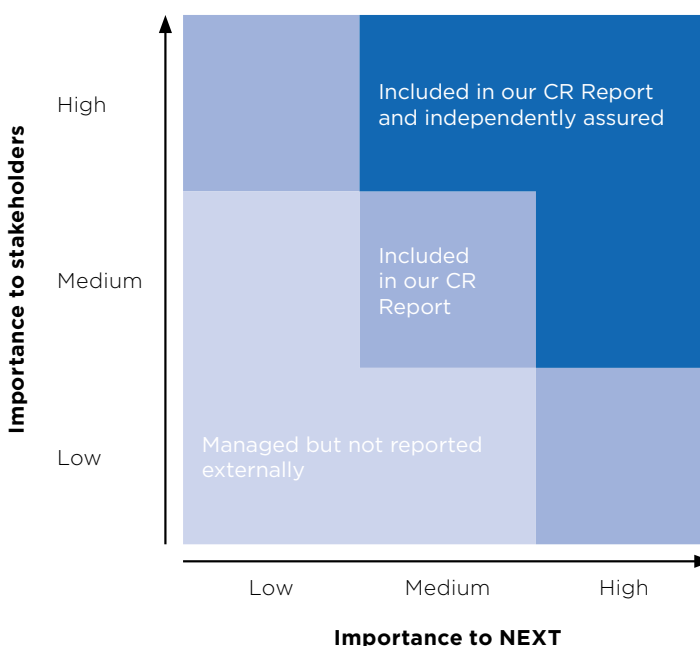 Importance to stakeholders
High
Medium
Low
Included in our CR Report
and independently assured
Included
in our CR
Report
Managed but not reported
externally
Low
Medium
High
Importance to NEXT